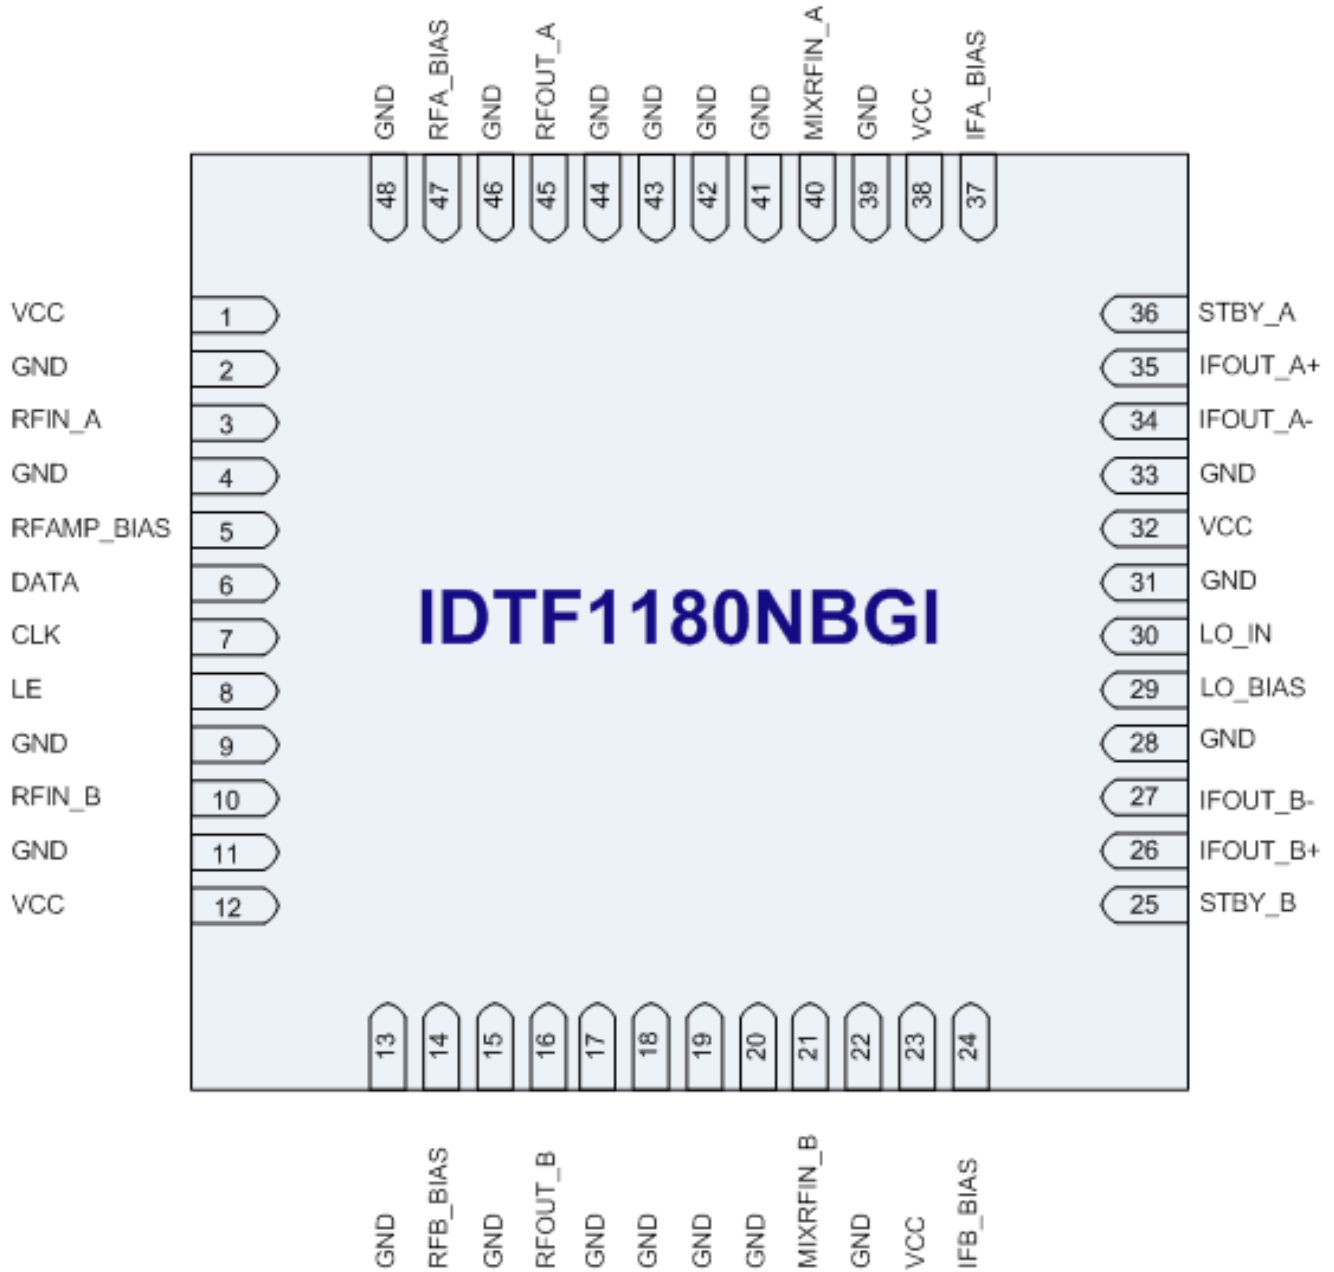 GND
RFA_BIAS
GND
RFOUT_A
GND
GND
GND
GND
MIXRFIN_A
GND
VCC
IFA_BIAS
48
47
46
45
44
43
42
41
40
39
38
37
VCC 1
GND 2
RFIN_A 3
GND 4
RFAMP_BIAS 5
DATA 6
CLK 7
LE 8
GND 9
RFIN_B 10
GND 11
VCC 12
IDTF1180NBGI
36 STBY_A
35 IFOUT_A+
34 IFOUT_A-
33 GND
32 VCC
31 GND
30 LO_IN
29 LO_BIAS
28 GND
27 IFOUT_B-
26 IFOUT_B+
25 STBY_B
13
14
15
16
17
18
19
20
21
22
23
24
GND
RFB_BIAS
GND
RFOUT_B
GND
GND
GND
GND
MIXRFIN_B
GND
VCC
IFB_BIAS